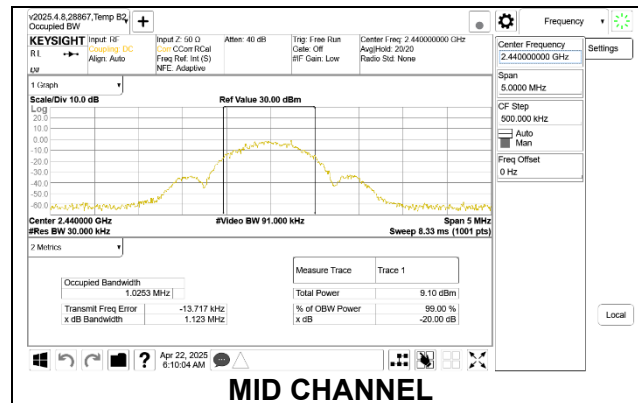 v2025.4.8,28867,Temp B2
Occupied BW
Frequency
KEYSIGHT Input: RF
R L
Coupling: DC
Align: Auto
Input Z: 50 Ω
Corr CCorr RCal
Freq Ref: Int (S)
NFE: Adaptive
Atten: 40 dB
Trig: Free Run
Gate: Off
#IF Gain: Low
Center Freq: 2.440000000 GHz
Avg|Hold: 20/20
Radio Std: None
Center Frequency
2.440000000 GHz
Settings
Span
5.0000 MHz
CF Step
500.000 kHz
Auto
Man
Freq Offset
0 Hz
Local
1 Graph
Scale/Div 10.0 dB
Ref Value 30.00 dBm
Log
20.0
10.0
0.00
-10.0
-20.0
-30.0
-40.0
-50.0
-60.0
Center 2.440000 GHz
#Video BW 91.000 kHz
Span 5 MHz
#Res BW 30.000 kHz
Sweep 8.33 ms (1001 pts)
2 Metrics
Measure Trace Trace 1
Occupied Bandwidth
1.0253 MHz
Total Power 9.10 dBm
Transmit Freq Error -13.717 kHz
% of OBW Power 99.00 %
x dB Bandwidth 1.123 MHz
x dB -20.00 dB
Apr 22, 2025
6:10:04 AM
MID CHANNEL